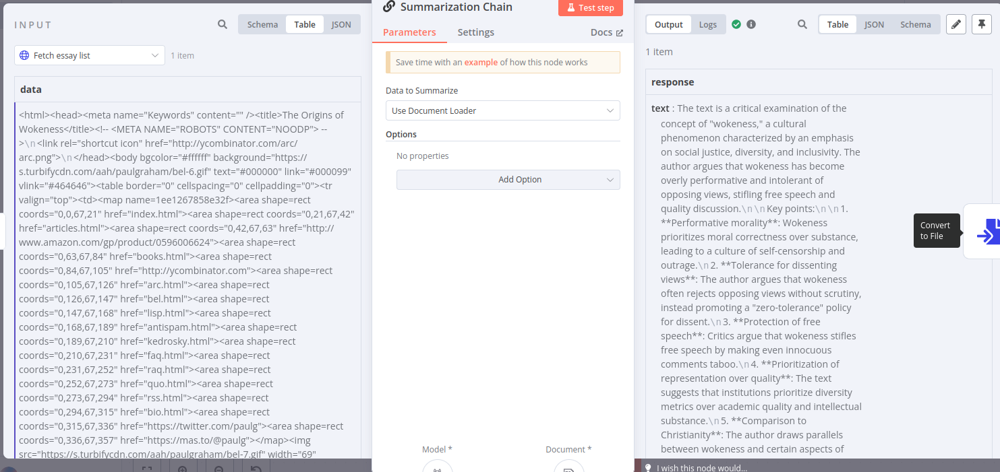 INPUT
Schema
Table
JSON
Fetch essay list
1 item
data
<html><head><meta name="Keywords" content="" /><title>The Origins of
Wokeness</title><!-- <META NAME="ROBOTS" CONTENT="NOODP"> --
>\n<link rel="shortcut icon" href="http://ycombinator.com/arc/
arc.png">\n</head><body bgcolor="#ffffff" background="https://
s.turbifycdn.com/aah/paulgraham/bel-6.gif" text="#000000" link="#000099"
vlink="#464646"><table border="0" cellspacing="0" cellpadding="0"><tr
valign="top"><td><map name=1ee1267858e32f><area shape=rect
coords="0,0,67,21" href="index.html"><area shape=rect coords="0,21,67,42"
href="articles.html"><area shape=rect coords="0,42,67,63" href="http://
www.amazon.com/gp/product/0596006624"><area shape=rect
coords="0,63,67,84" href="books.html"><area shape=rect
coords="0,84,67,105" href="http://ycombinator.com"><area shape=rect
coords="0,105,67,126" href="arc.html"><area shape=rect
coords="0,126,67,147" href="bel.html"><area shape=rect
coords="0,147,67,168" href="lisp.html"><area shape=rect
coords="0,168,67,189" href="antispam.html"><area shape=rect
coords="0,189,67,210" href="kedrosky.html"><area shape=rect
coords="0,210,67,231" href="faq.html"><area shape=rect
coords="0,231,67,252" href="raq.html"><area shape=rect
coords="0,252,67,273" href="quo.html"><area shape=rect
coords="0,273,67,294" href="rss.html"><area shape=rect
coords="0,294,67,315" href="bio.html"><area shape=rect
coords="0,315,67,336" href="https://twitter.com/paulg"><area shape=rect
coords="0,336,67,357" href="https://mas.to/@paulg"></map><img
src="https://s.turbifycdn.com/aah/paulgraham/bel-7.gif" width="69"
Summarization Chain
Test step
Parameters
Settings
Docs
Save time with an example of how this node works
Data to Summarize
Use Document Loader
Options
No properties
Add Option
Model *
Document *
Output
Logs
Table
JSON
Schema
1 item
response
text : The text is a critical examination of the
concept of "wokeness," a cultural
phenomenon characterized by an emphasis
on social justice, diversity, and inclusivity. The
author argues that wokeness has become
overly performative and intolerant of
opposing views, stifling free speech and
quality discussion.\n\nKey points:\n\n1.
**Performative morality**: Wokeness
prioritizes moral correctness over substance,
leading to a culture of self-censorship and
outrage.\n2. **Tolerance for dissenting
views**: The author argues that wokeness
often rejects opposing views without scrutiny,
instead promoting a "zero-tolerance" policy
for dissent.\n3. **Protection of free
speech**: Critics argue that wokeness stifles
free speech by making even innocuous
comments taboo.\n4. **Prioritization of
representation over quality**: The text
suggests that institutions prioritize diversity
metrics over academic quality and intellectual
substance.\n5. **Comparison to
Christianity**: The author draws parallels
between wokeness and certain aspects of
Convert
to File
I wish this node would...